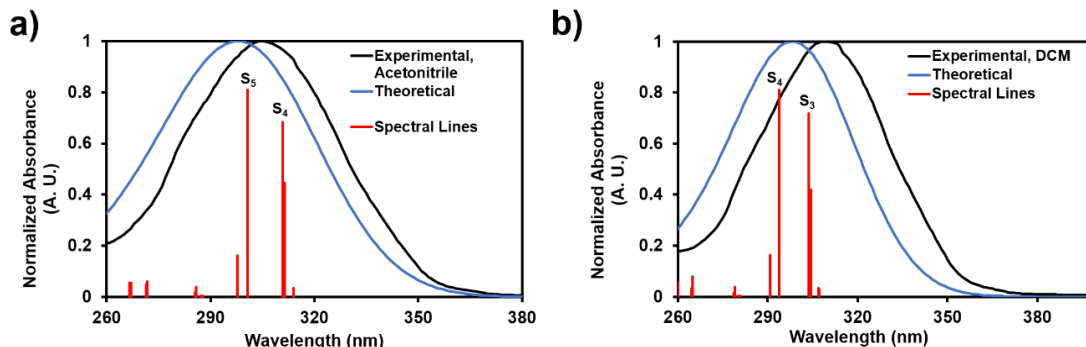 a)
Normalized Absorbance
(A. U.)
1
0.8
0.6
0.4
0.2
0
260
290
320
350
380
Wavelength (nm)
S5
S4
Experimental,
Acetonitrile
Theoretical
Spectral Lines
b)
Normalized Absorbance
(A. U.)
1
0.8
0.6
0.4
0.2
0
260
290
320
350
380
Wavelength (nm)
S4
S3
Experimental, DCM
Theoretical
Spectral Lines